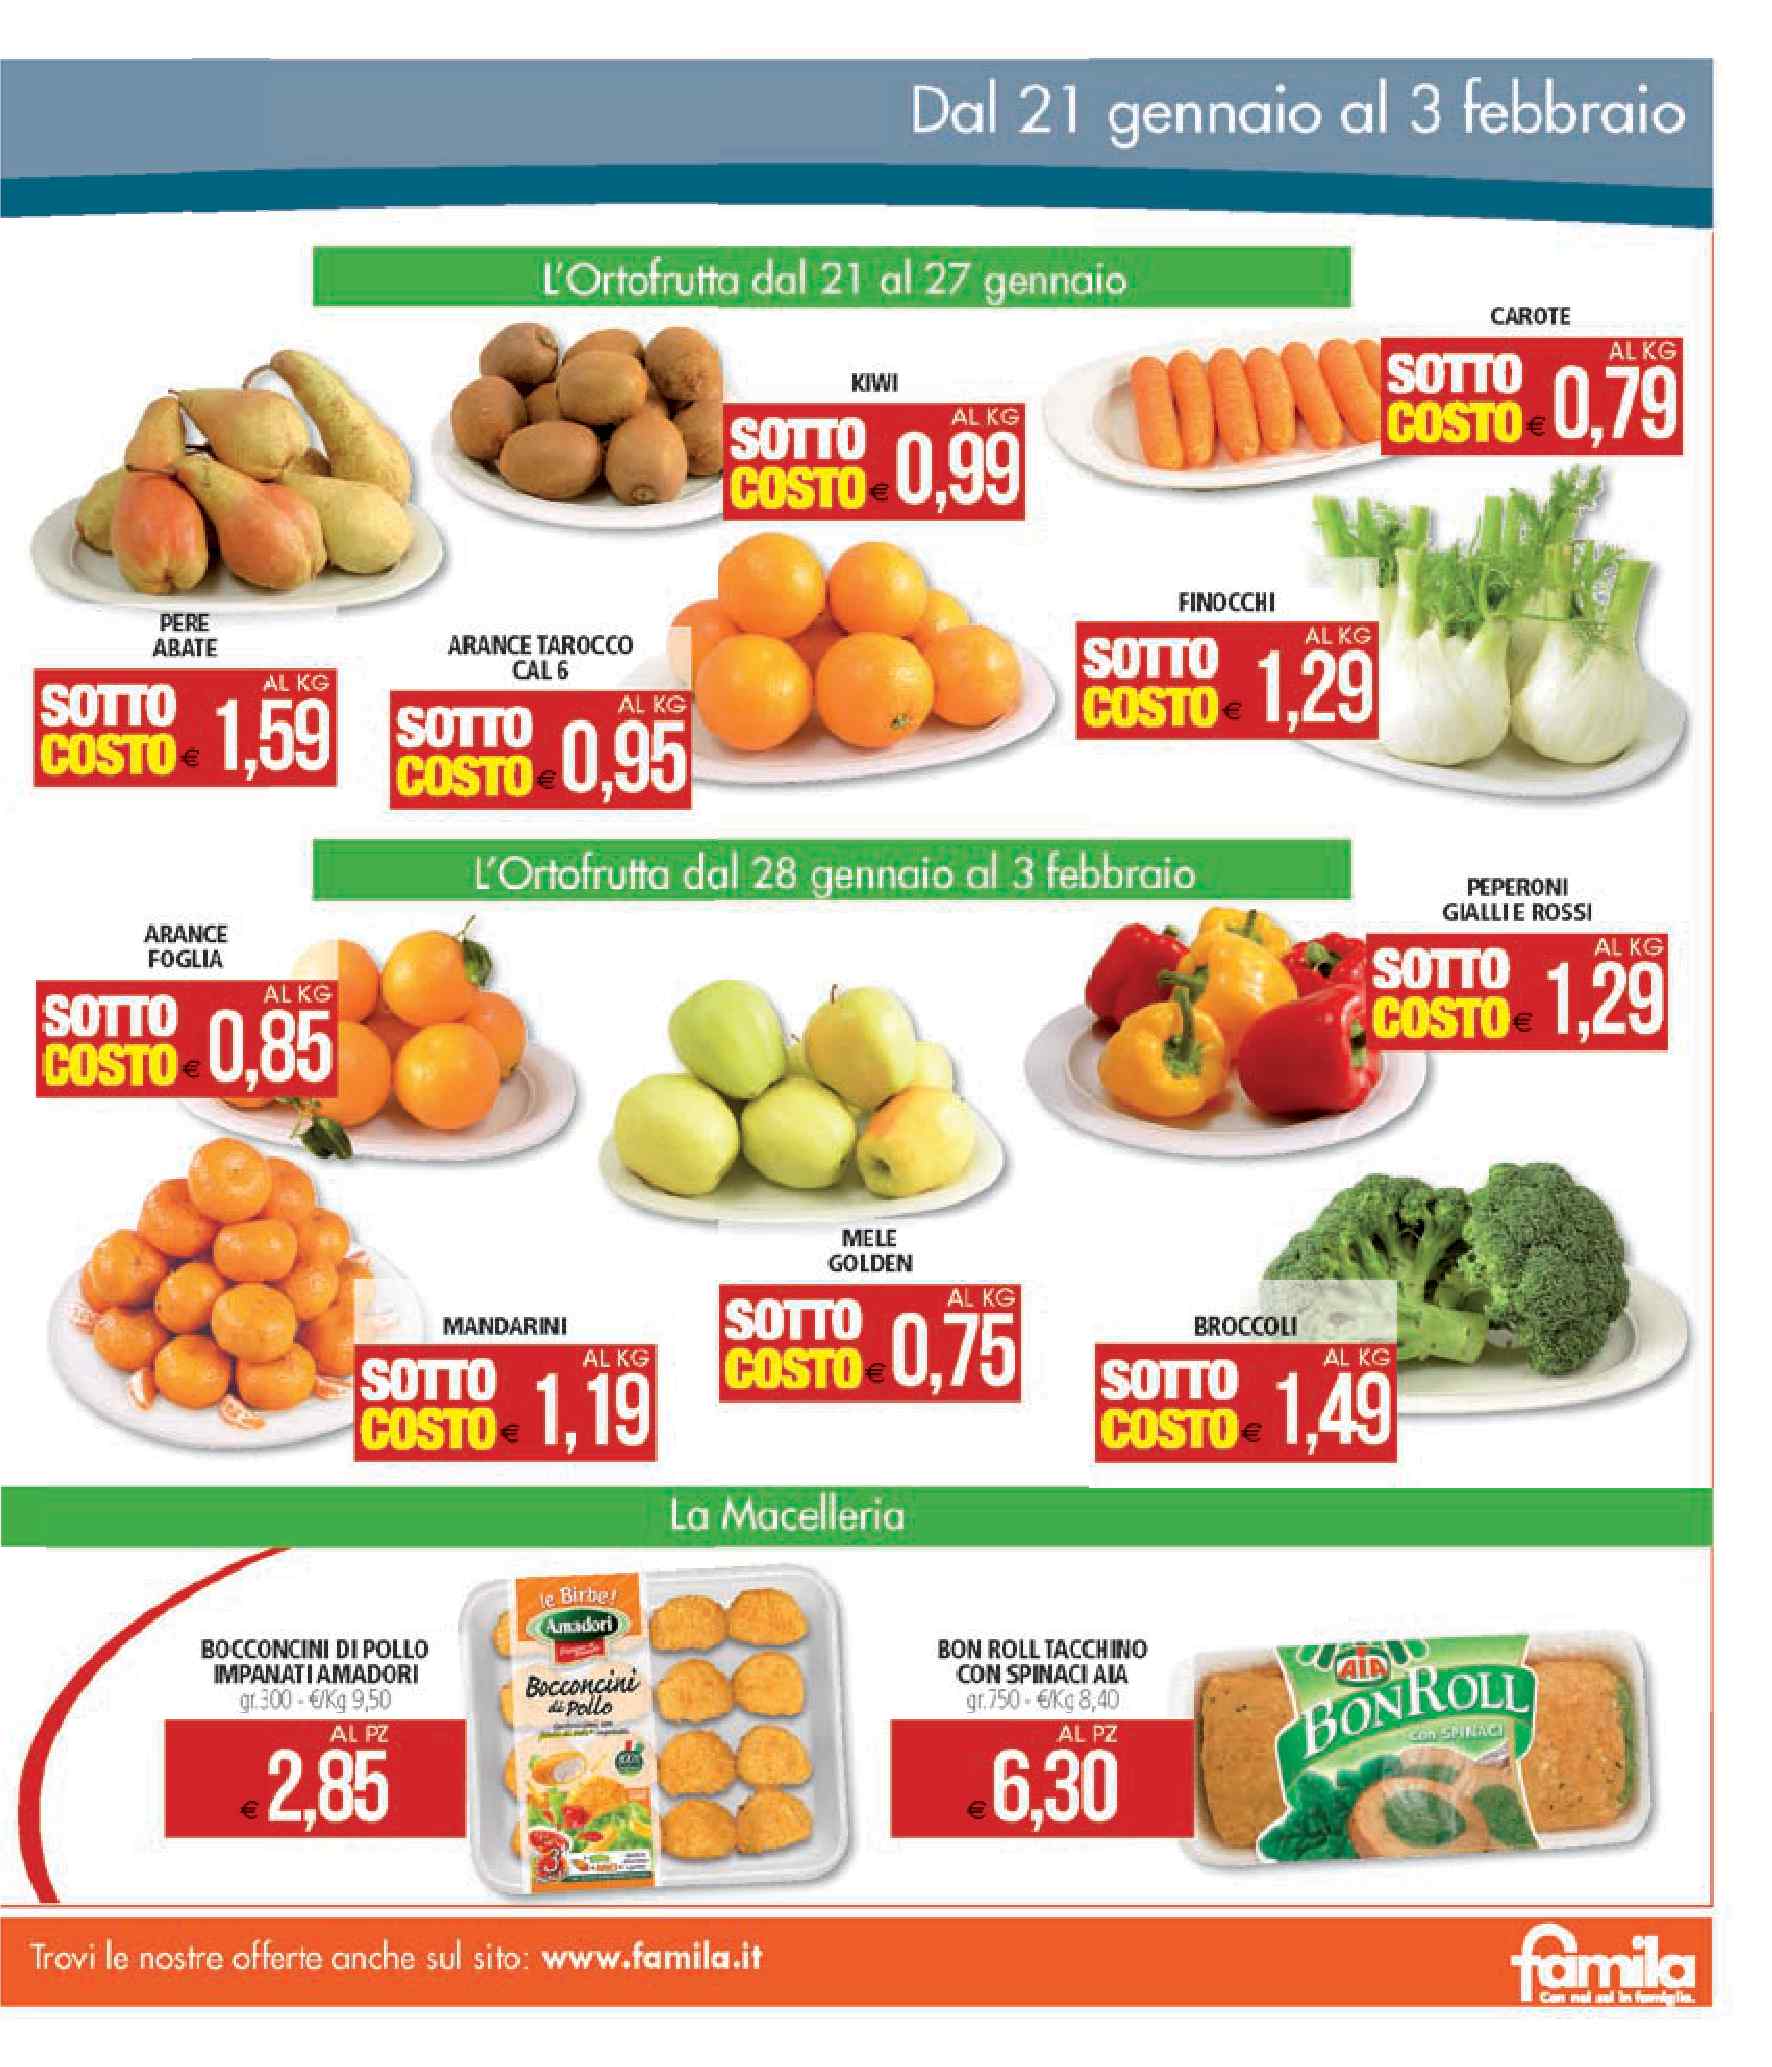 Dal 21 gennaio al 3 febbraio
L'Ortofrutta dal 21 al 27 gennaio
PERE
ABATE
SOTTO
COSTO
AL KG
€ 1,59
KIWI
SOTTO
COSTO
AL KG
€ 0,99
ARANCE TAROCCO
CAL 6
SOTTO
COSTO
AL KG
€ 0,95
CAROTE
SOTTO
COSTO
AL KG
€ 0,79
FINOCCHI
SOTTO
COSTO
AL KG
€ 1,29
L'Ortofrutta dal 28 gennaio al 3 febbraio
ARANCE
FOGLIA
SOTTO
COSTO
AL KG
€ 0,85
MANDARINI
SOTTO
COSTO
AL KG
€ 1,19
MELE
GOLDEN
SOTTO
COSTO
AL KG
€ 0,75
PEPERONI
GIALLI E ROSSI
SOTTO
COSTO
AL KG
€ 1,29
BROCCOLI
SOTTO
COSTO
AL KG
€ 1,49
La Macelleria
BOCCONCINI DI POLLO
IMPANATI AMADORI
gr.300 - €/Kg 9,50
AL PZ
€ 2,85
le Birbe!
Amadori
Bocconcini
di Pollo
BON ROLL TACCHINO
CON SPINACI AIA
gr.750 - €/Kg 8,40
AL PZ
€ 6,30
AIA
BONROLL
con SPINACI
Trovi le nostre offerte anche sul sito: www.famila.it
famila
Con noi sei in famiglia.